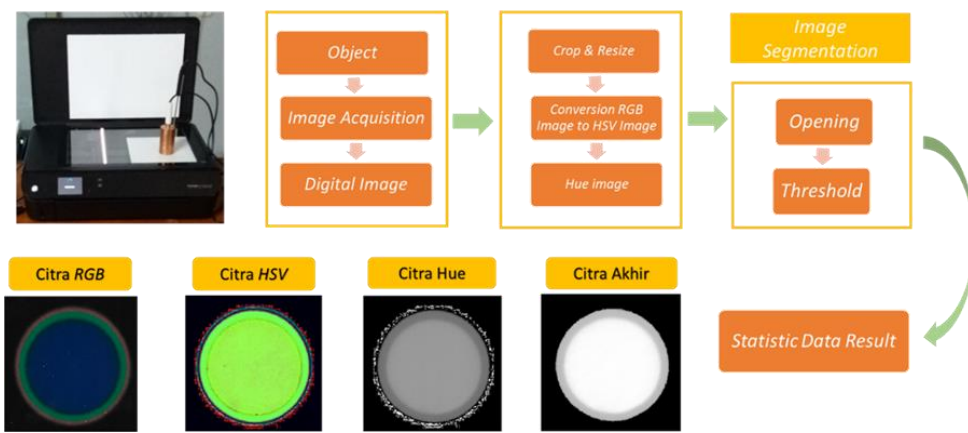 Object
Image Acquisition
Digital Image
Crop & Resize
Conversion RGB
Image to HSV Image
Hue image
Image
Segmentation
Opening
Threshold
Citra RGB
Citra HSV
Citra Hue
Citra Akhir
Statistic Data Result